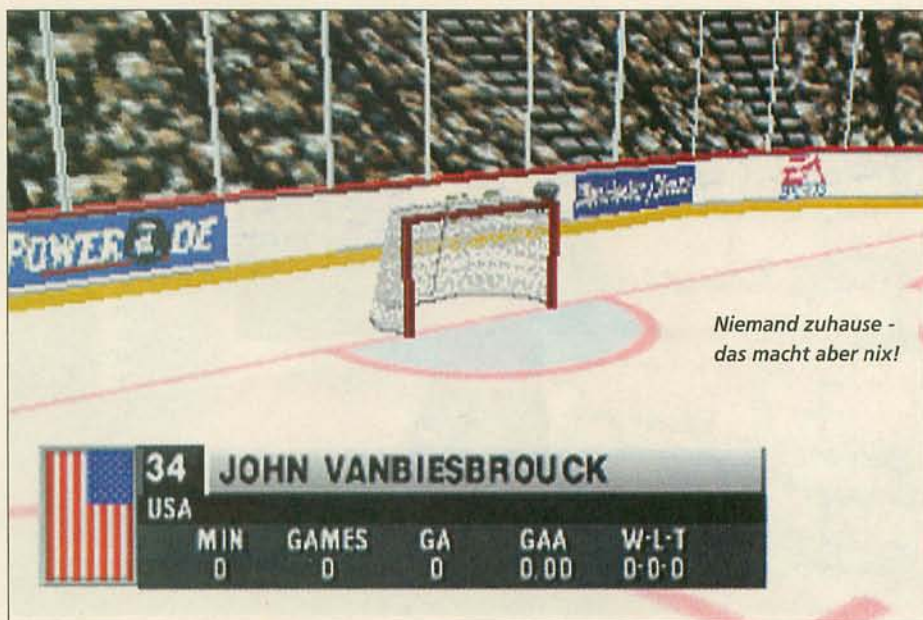 POWER DE
Niemand zuhause -
das macht aber nix!
34 JOHN VANBIESBROUCK
USA
MIN GAMES GA GAA W-L-T
0 0 0 0.00 0-0-0